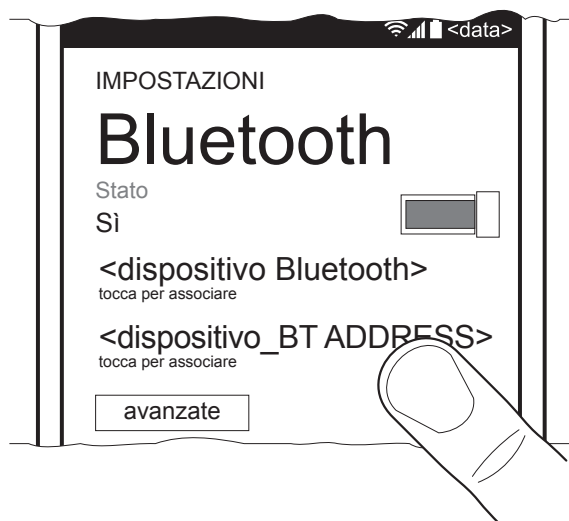 <data>
IMPOSTAZIONI
Bluetooth
Stato
Sì
<dispositivo Bluetooth>
tocca per associare
<dispositivo_BT ADDRESS>
tocca per associare
avanzate